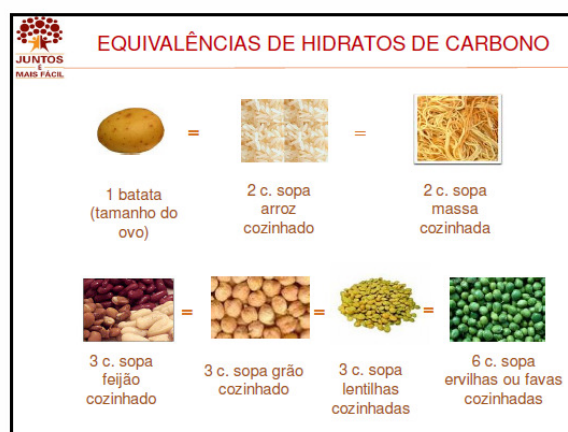 JUNTOS
É
MAIS FÁCIL
EQUIVALÊNCIAS DE HIDRATOS DE CARBONO
=
=
1 batata
(tamanho do
ovo)
2 c. sopa
arroz
cozinhado
2 c. sopa
massa
cozinhada
=
=
=
3 c. sopa
feijão
cozinhado
3 c. sopa grão
cozinhado
3 c. sopa
lentilhas
cozinhadas
6 c. sopa
ervilhas ou favas
cozinhadas